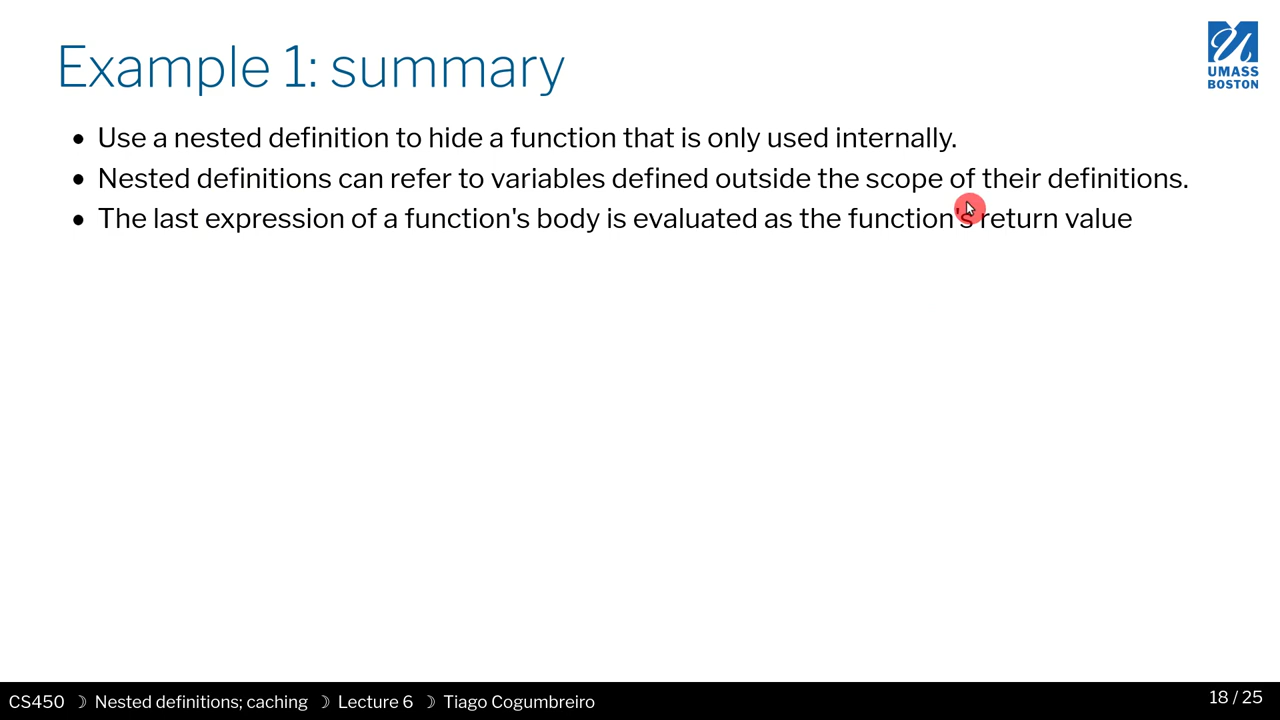 Example 1: summary
UMASS
BOSTON
• Use a nested definition to hide a function that is only used internally.
• Nested definitions can refer to variables defined outside the scope of their definitions.
• The last expression of a function's body is evaluated as the function's return value
CS450 ☽ Nested definitions; caching ☽ Lecture 6 ☽ Tiago Cogumbreiro
18 / 25